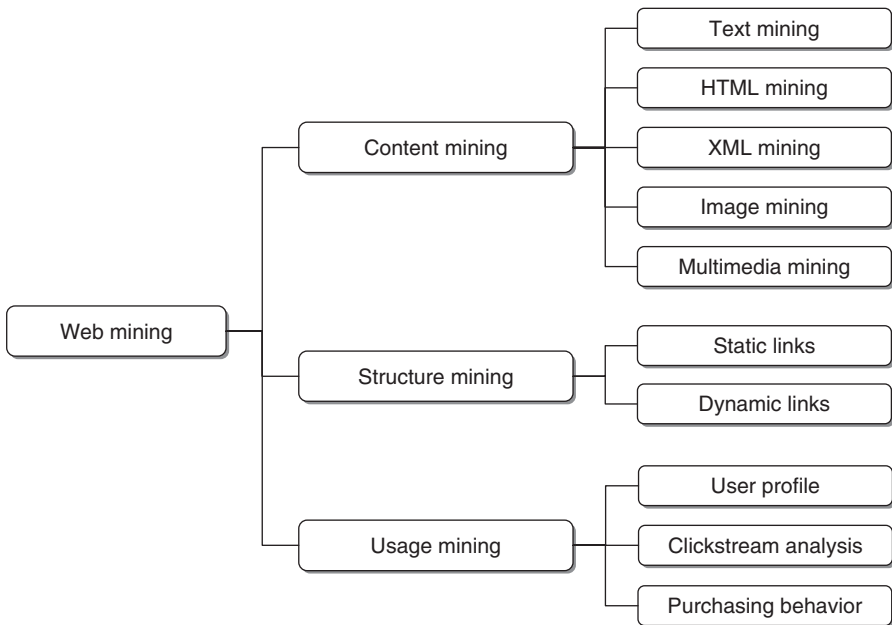 Web mining
Content mining
Text mining
HTML mining
XML mining
Image mining
Multimedia mining
Structure mining
Static links
Dynamic links
Usage mining
User profile
Clickstream analysis
Purchasing behavior